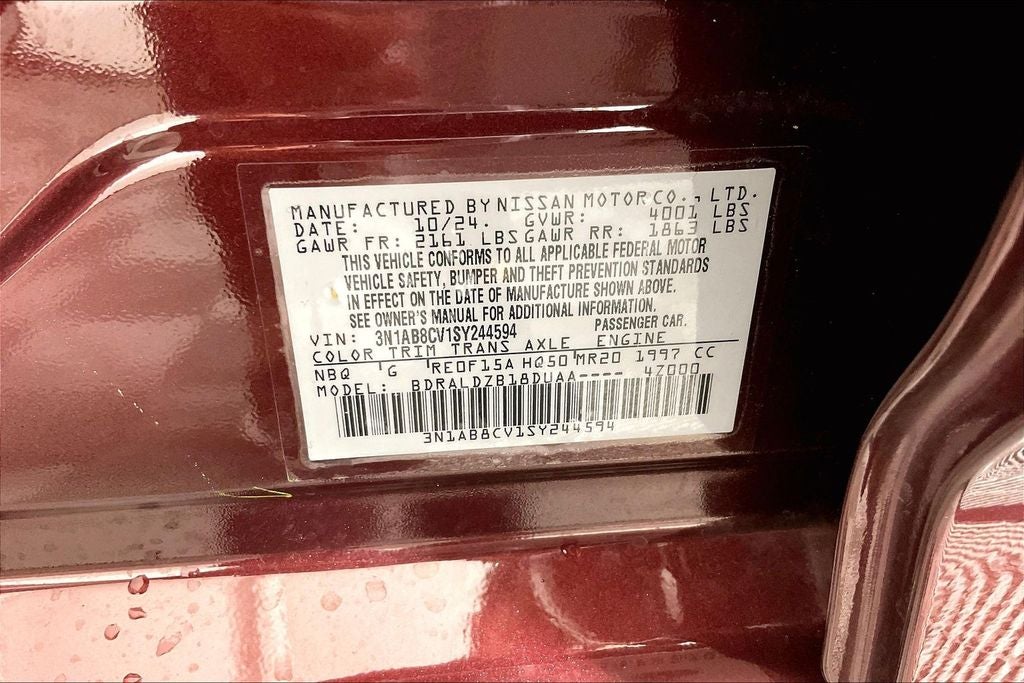 MANUFACTURED BY NISSAN MOTOR CO., LTD.
DATE: 10/24. GVWR: 4001 LBS
GAWR FR: 2161 LBS GAWR RR: 1863 LBS
THIS VEHICLE CONFORMS TO ALL APPLICABLE FEDERAL MOTOR
VEHICLE SAFETY, BUMPER AND THEFT PREVENTION STANDARDS
IN EFFECT ON THE DATE OF MANUFACTURE SHOWN ABOVE.
SEE OWNER'S MANUAL FOR ADDITIONAL INFORMATION.
VIN: 3N1AB8CV1SY244594 PASSENGER CAR.
COLOR TRIM TRANS AXLE ENGINE
NBQ G RE0F15A HQ50 MR20 1997 CC
MODEL: BDRALDZB18DUAA---- 4Z000
3N1AB8CV1SY244594